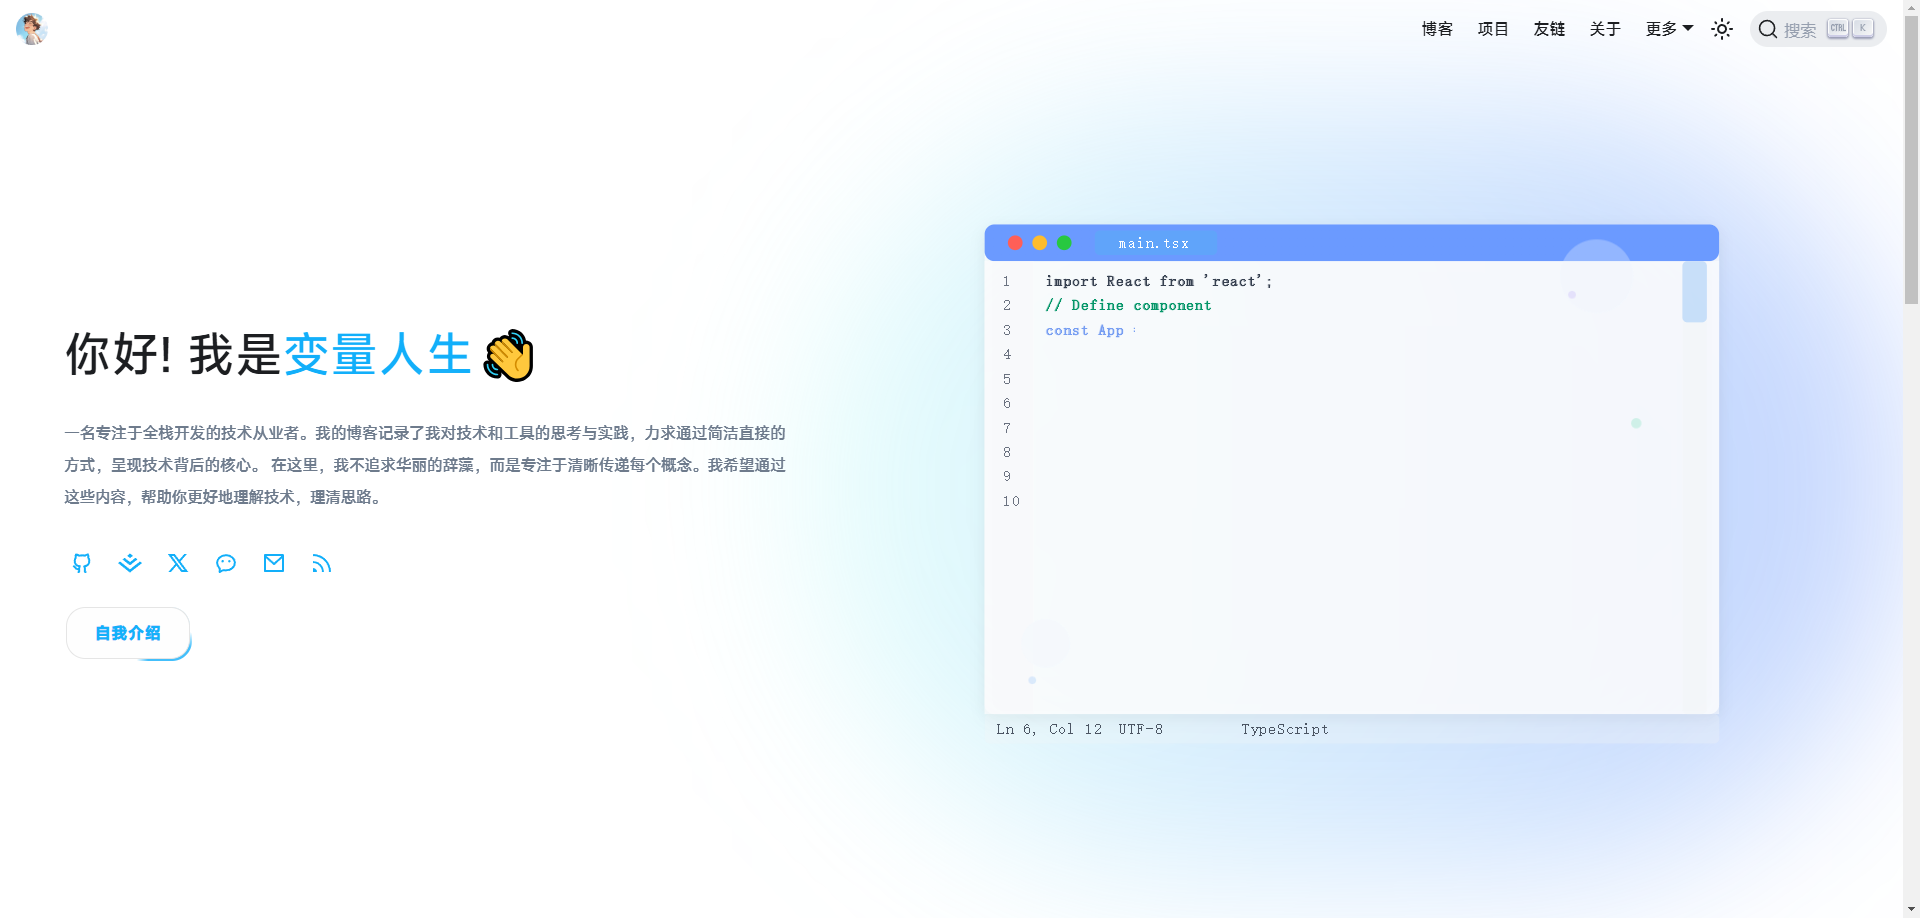 博客 项目 友链 关于 更多 搜索 CTRL K
main.tsx
1 import React from 'react';
2 // Define component
3 const App
4
5
6
7
8
9
10
Ln 6, Col 12 UTF-8 TypeScript
你好! 我是变量人生
一名专注于全栈开发的技术从业者。我的博客记录了我对技术和工具的思考与实践，力求通过简洁直接的
方式，呈现技术背后的核心。 在这里，我不追求华丽的辞藻，而是专注于清晰传递每个概念。我希望通过
这些内容，帮助你更好地理解技术，理清思路。
自我介绍